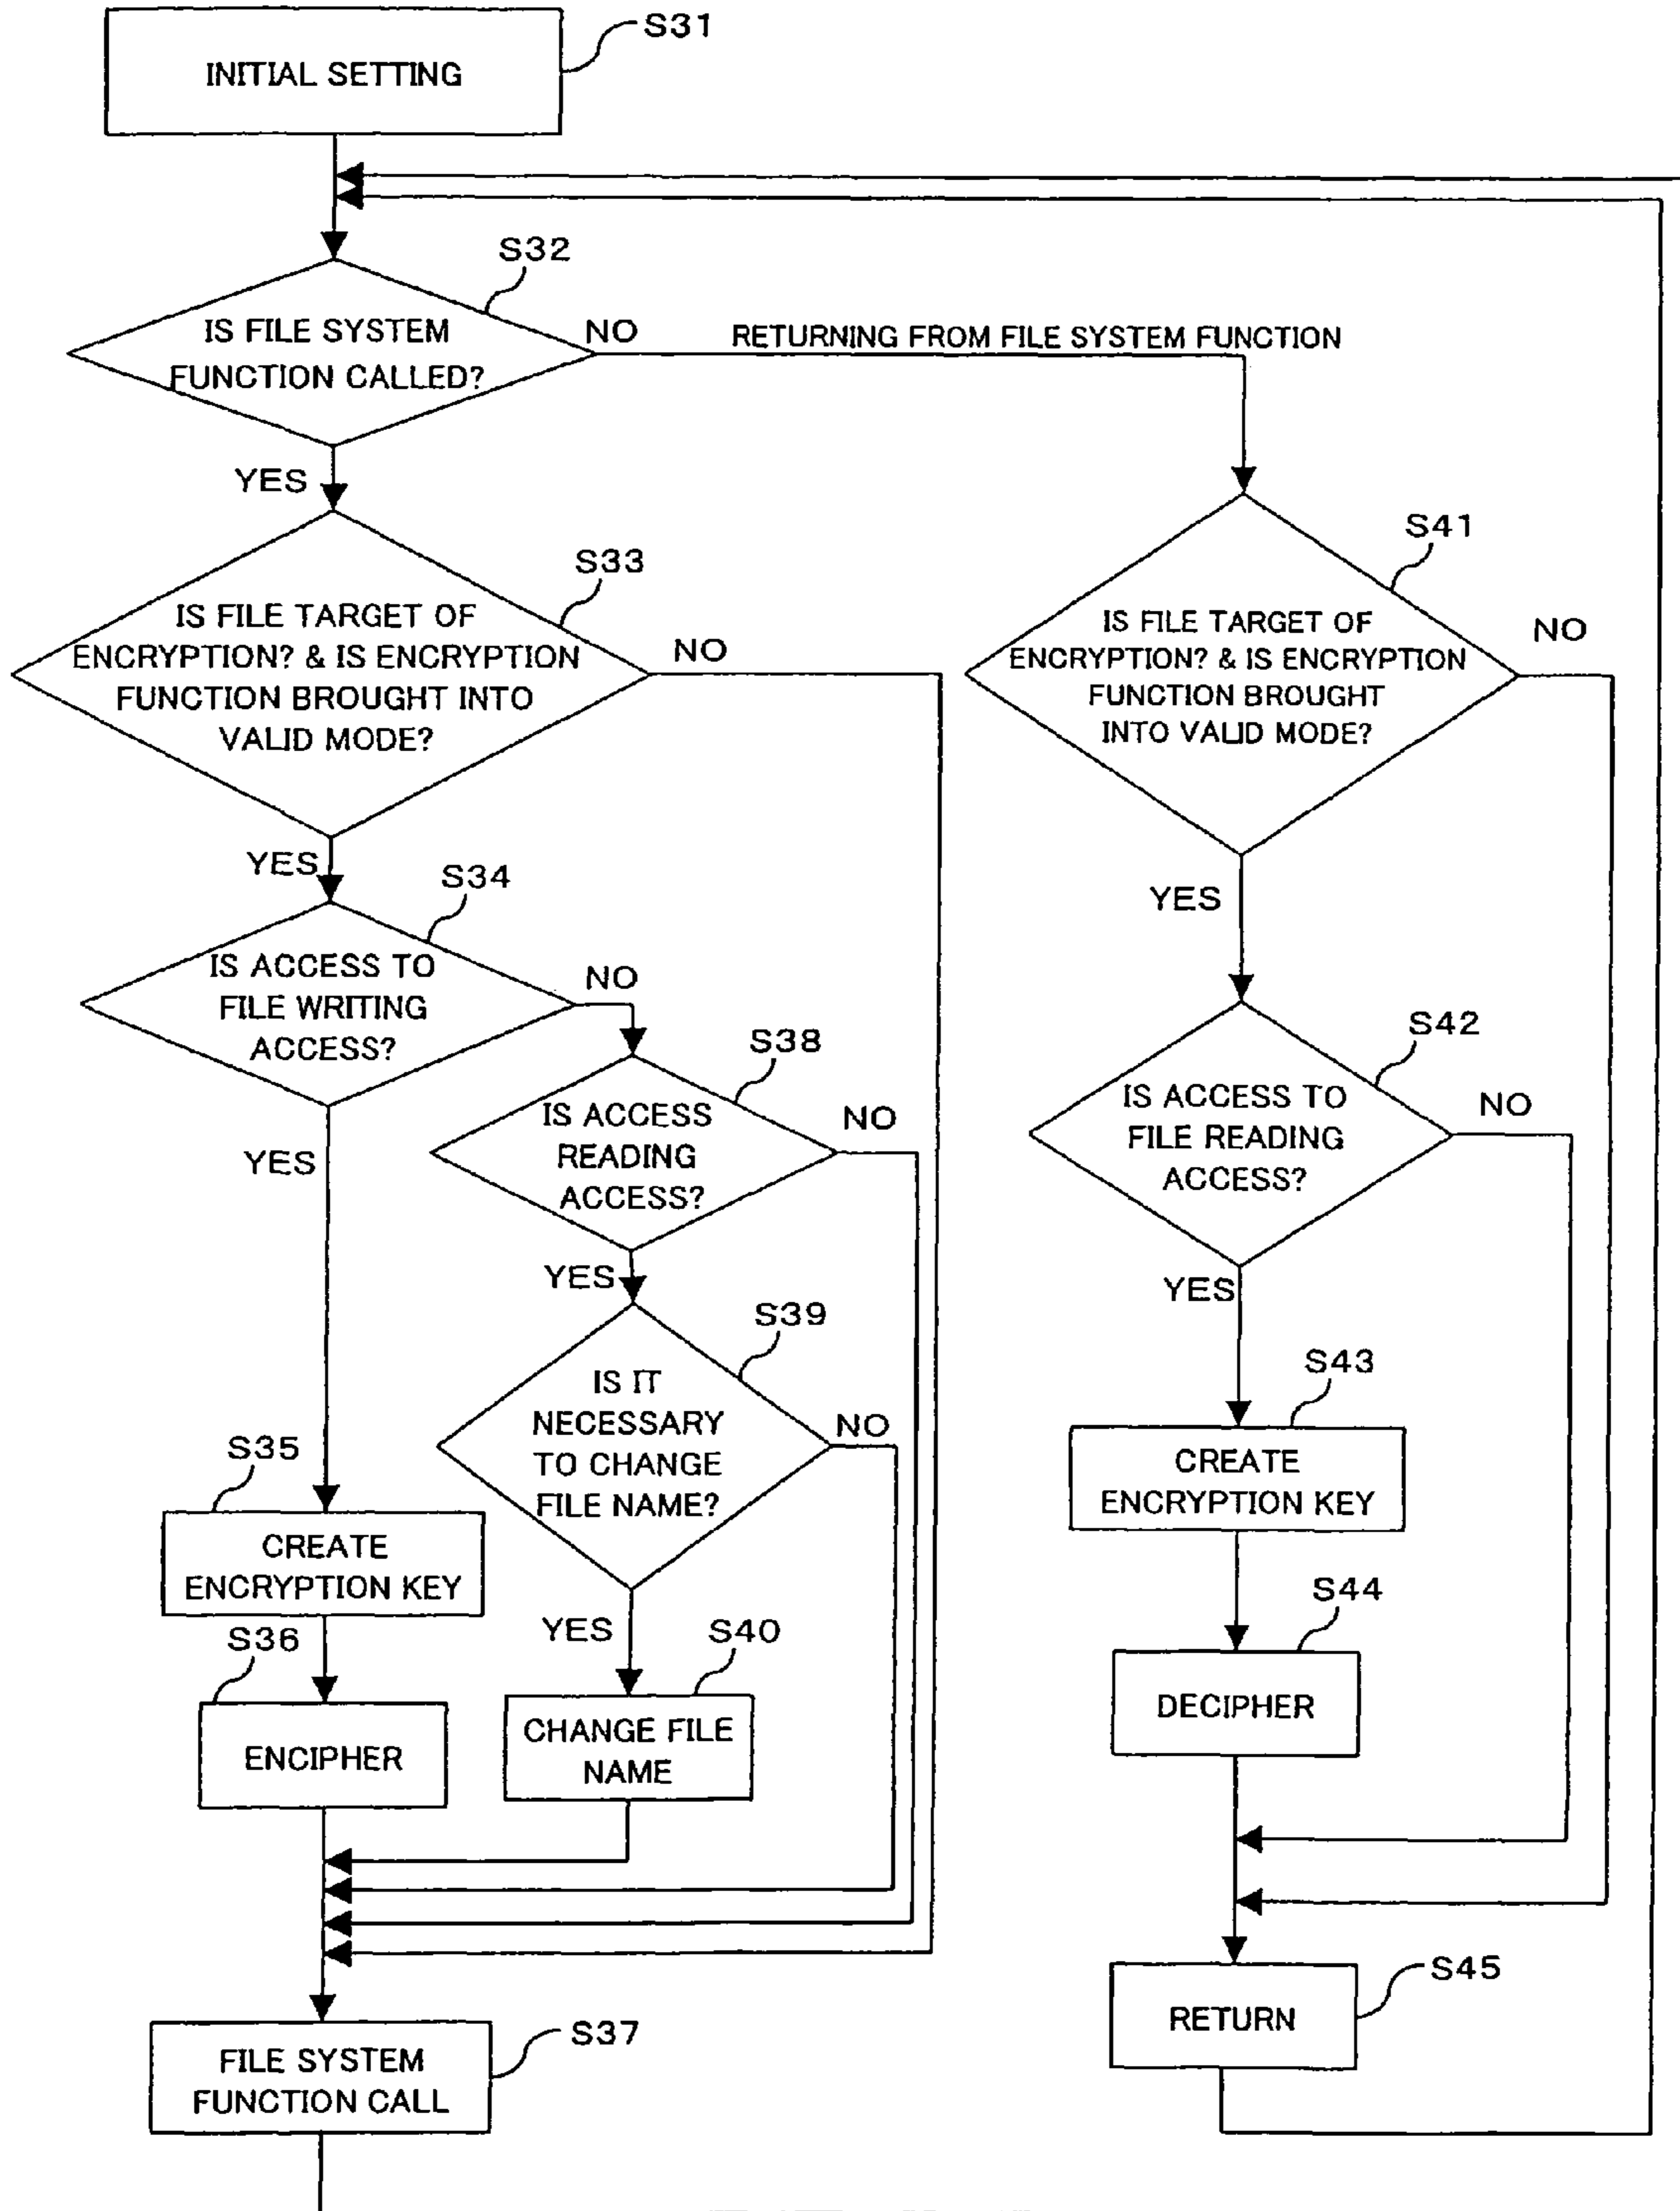 S31
INITIAL SETTING
S32
IS FILE SYSTEM
FUNCTION CALLED?
NO
RETURNING FROM FILE SYSTEM FUNCTION
YES
S33
IS FILE TARGET OF
ENCRYPTION? & IS ENCRYPTION
FUNCTION BROUGHT INTO
VALID MODE?
NO
YES
S34
IS ACCESS TO
FILE WRITING
ACCESS?
NO
YES
S38
IS ACCESS
READING
ACCESS?
NO
YES
S39
IS IT
NECESSARY
TO CHANGE
FILE NAME?
NO
YES
S35
CREATE
ENCRYPTION KEY
S36
ENCIPHER
S40
CHANGE FILE
NAME
S37
FILE SYSTEM
FUNCTION CALL
S41
IS FILE TARGET OF
ENCRYPTION? & IS ENCRYPTION
FUNCTION BROUGHT
INTO VALID MODE?
NO
YES
S42
IS ACCESS TO
FILE READING
ACCESS?
NO
YES
S43
CREATE
ENCRYPTION KEY
S44
DECIPHER
S45
RETURN